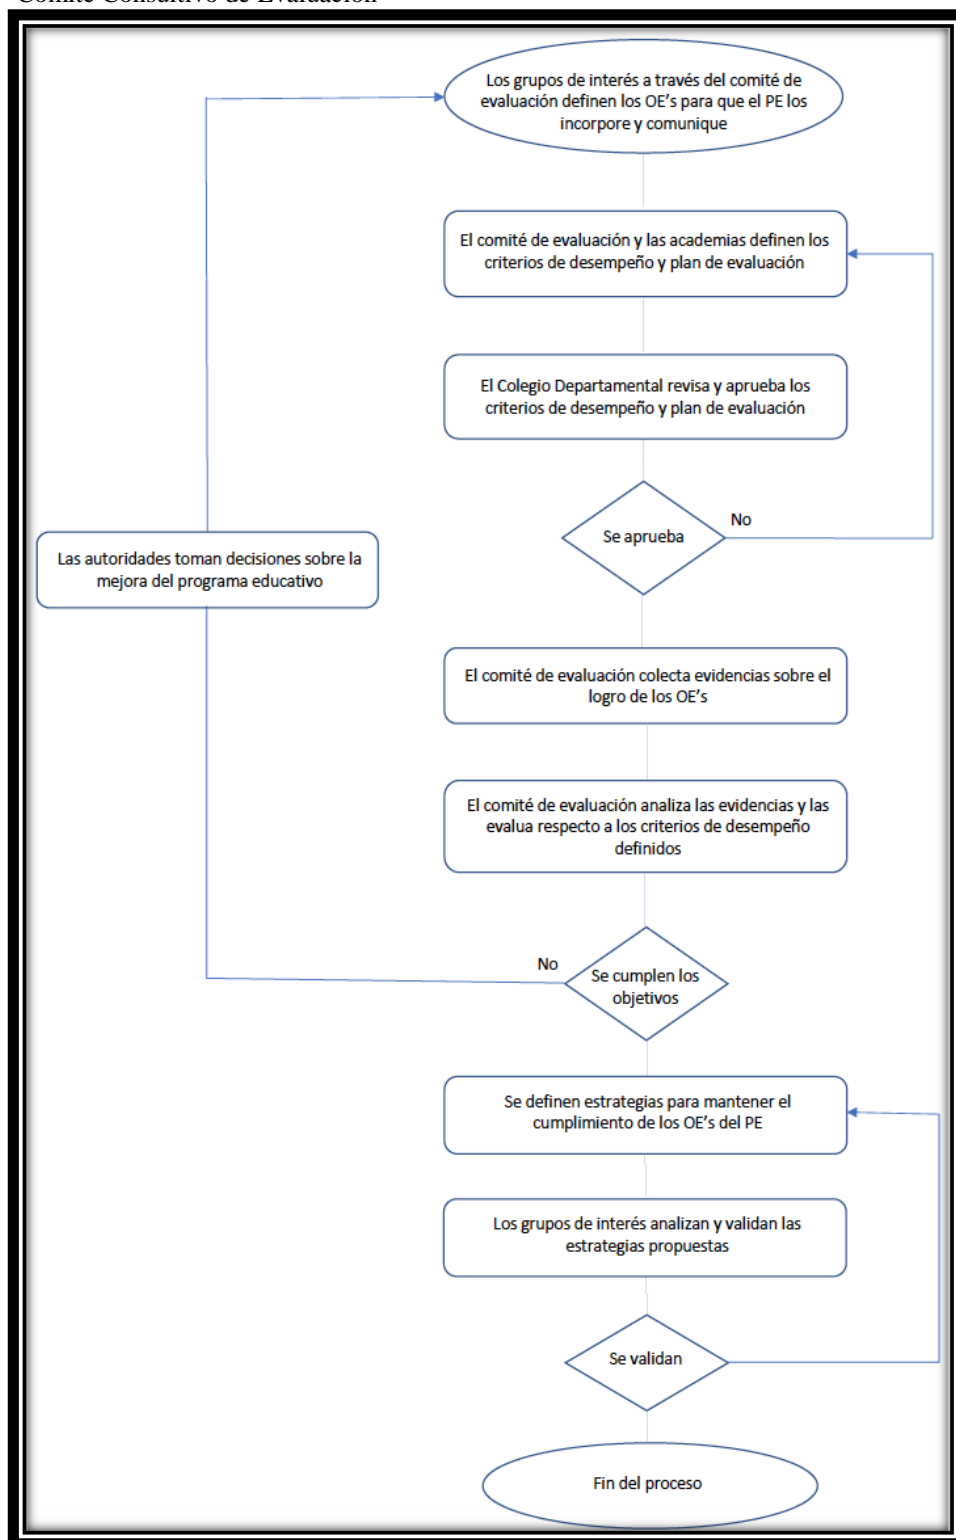 Comité Consultivo de Evaluación
Los grupos de interés a través del comité de
evaluación definen los OE's para que el PE los
incorpore y comunique
El comité de evaluación y las academias definen los
criterios de desempeño y plan de evaluación
El Colegio Departamental revisa y aprueba los
criterios de desempeño y plan de evaluación
Se aprueba
No
Las autoridades toman decisiones sobre la
mejora del programa educativo
El comité de evaluación colecta evidencias sobre el
logro de los OE's
El comité de evaluación analiza las evidencias y las
evalua respecto a los criterios de desempeño
definidos
No
Se cumplen los
objetivos
Se definen estrategias para mantener el
cumplimiento de los OE's del PE
Los grupos de interés analizan y validan las
estrategias propuestas
Se validan
Fin del proceso